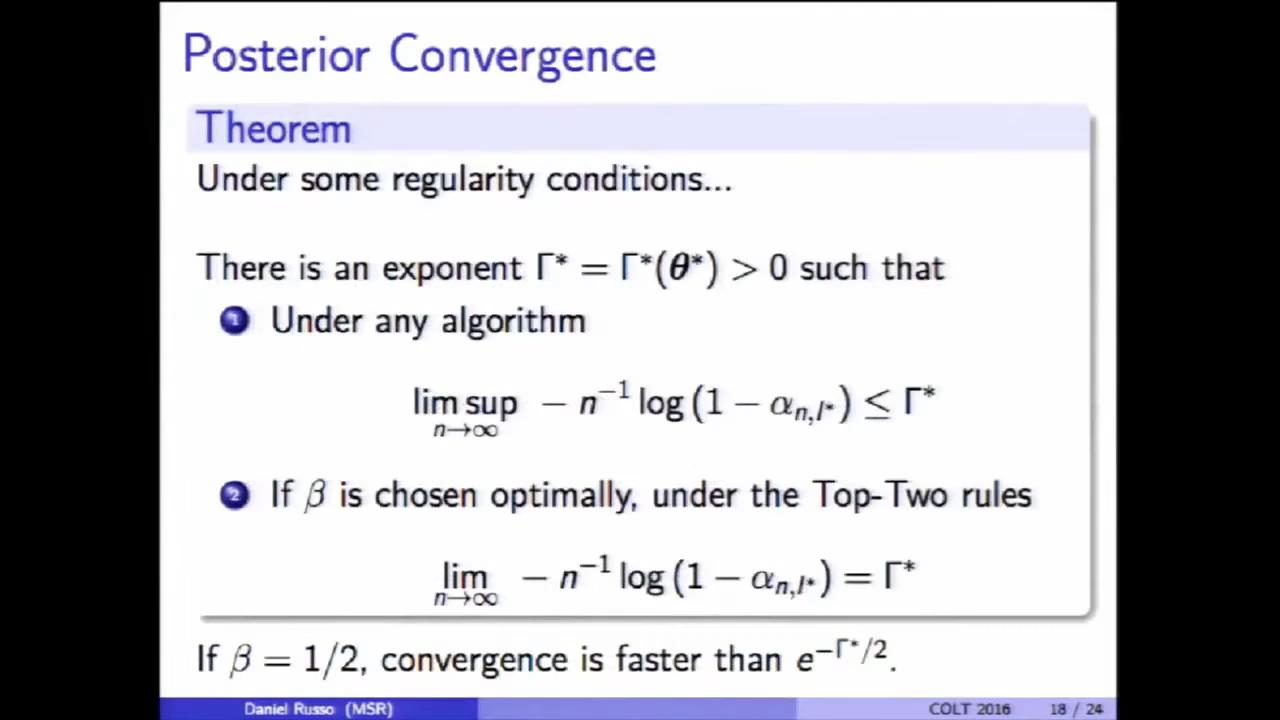 Posterior Convergence
Theorem
Under some regularity conditions...
There is an exponent Γ* = Γ*(θ*) > 0 such that
1 Under any algorithm
lim sup_{n→∞} − n^{−1} log (1 − α_{n,I*}) ≤ Γ*
2 If β is chosen optimally, under the Top-Two rules
lim_{n→∞} − n^{−1} log (1 − α_{n,I*}) = Γ*
If β = 1/2, convergence is faster than e^{−Γ*/2}.
Daniel Russo (MSR) COLT 2016 18 / 24